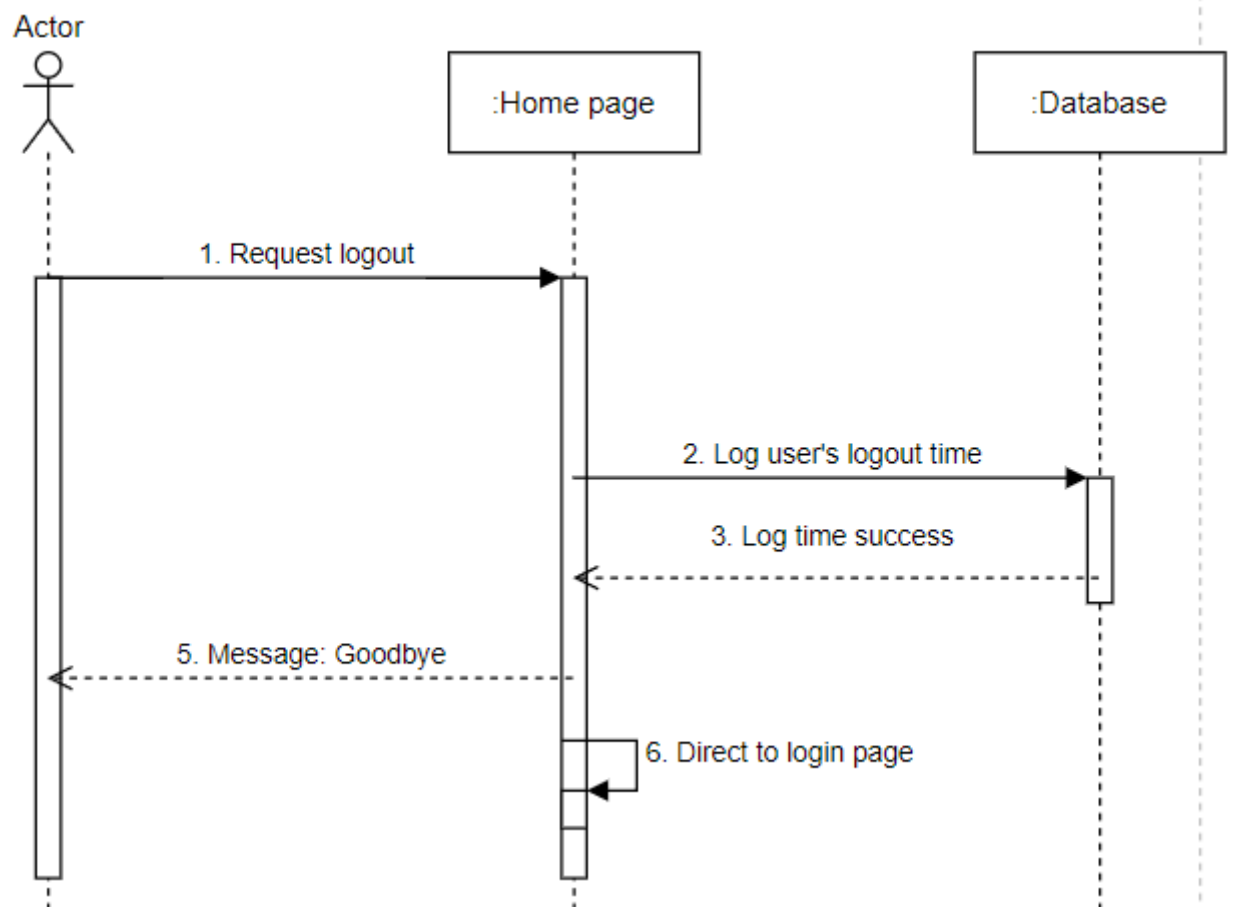 Actor
:Home page
:Database
1. Request logout
2. Log user's logout time
3. Log time success
5. Message: Goodbye
6. Direct to login page